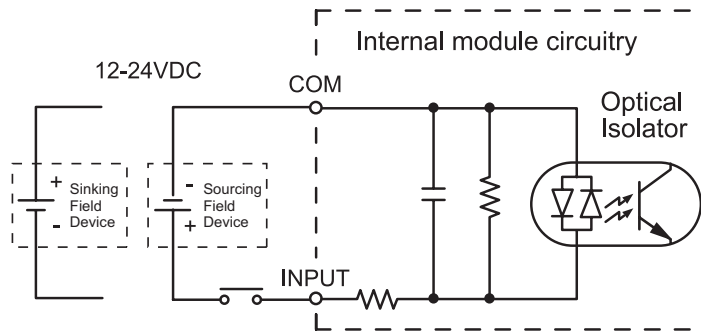 Internal module circuitry
12-24VDC
COM
Optical
Isolator
+ Sinking
Field
- Device
- Sourcing
Field
+ Device
INPUT